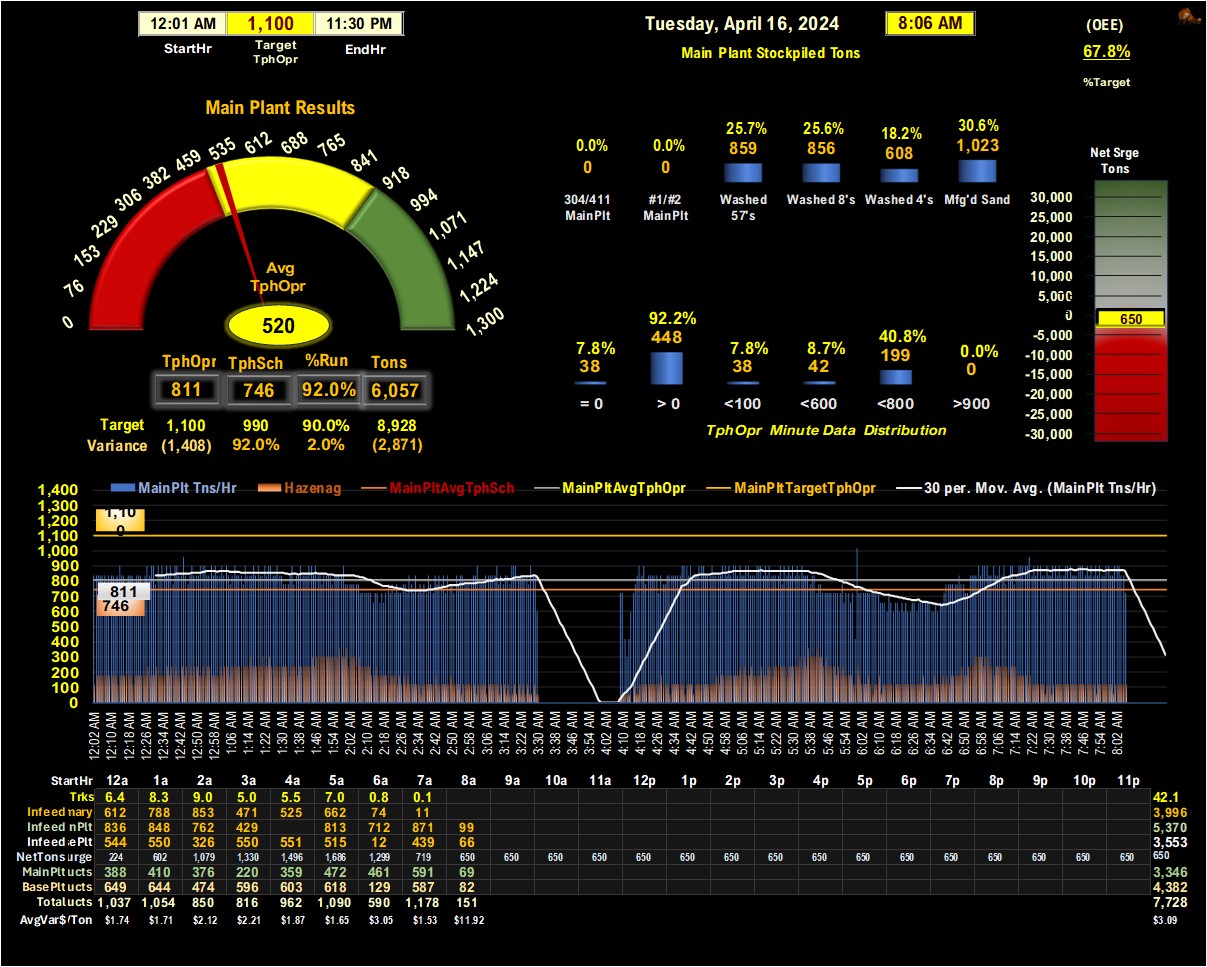 12:01 AM 1,100 11:30 PM
StartHr Target TphOpr EndHr
Tuesday, April 16, 2024 8:06 AM
Main Plant Stockpiled Tons
(OEE)
67.8%
%Target
Main Plant Results
0 76 153 229 306 382 459 535 612 688 765 841 918 994 1,071 1,147 1,224 1,300
Avg
TphOpr
520
TphOpr TphSch %Run Tons
811 746 92.0% 6,057
Target 1,100 990 90.0% 8,928
Variance (1,408) 92.0% 2.0% (2,871)
0.0% 0.0% 25.7% 25.6% 18.2% 30.6%
0 0 859 856 608 1,023
304/411 MainPlt #1/#2 MainPlt Washed 57's Washed 8's Washed 4's Mfg'd Sand
7.8% 92.2% 7.8% 8.7% 40.8% 0.0%
38 448 38 42 199 0
= 0 > 0 <100 <600 <800 >900
TphOpr Minute Data Distribution
Net Srge
Tons
30,000
25,000
20,000
15,000
10,000
5,000
0
650
-5,000
-10,000
-15,000
-20,000
-25,000
-30,000
MainPlt Tns/Hr Hazenag MainPltAvgTphSch MainPltAvgTphOpr MainPltTargetTphOpr 30 per. Mov. Avg. (MainPlt Tns/Hr)
1,400
1,300
1,100
1,200
1,100
1,000
900
800
811
700
746
600
500
400
300
200
100
0
12:02 AM 12:10 AM 12:18 AM 12:26 AM 12:34 AM 12:42 AM 12:50 AM 12:58 AM 1:06 AM 1:14 AM 1:22 AM 1:30 AM 1:38 AM 1:46 AM 1:54 AM 2:02 AM 2:10 AM 2:18 AM 2:26 AM 2:34 AM 2:42 AM 2:50 AM 2:58 AM 3:06 AM 3:14 AM 3:22 AM 3:30 AM 3:38 AM 3:46 AM 3:54 AM 4:02 AM 4:10 AM 4:18 AM 4:26 AM 4:34 AM 4:42 AM 4:50 AM 4:58 AM 5:06 AM 5:14 AM 5:22 AM 5:30 AM 5:38 AM 5:46 AM 5:54 AM 6:02 AM 6:10 AM 6:18 AM 6:26 AM 6:34 AM 6:42 AM 6:50 AM 6:58 AM 7:06 AM 7:14 AM 7:22 AM 7:30 AM 7:38 AM 7:46 AM 7:54 AM 8:02 AM
StartHr 12a 1a 2a 3a 4a 5a 6a 7a 8a 9a 10a 11a 12p 1p 2p 3p 4p 5p 6p 7p 8p 9p 10p 11p
Trks 6.4 8.3 9.0 5.0 5.5 7.0 0.8 0.1 42.1
Infeed mary 612 788 853 471 525 662 74 11 3,996
Infeed nPlt 836 848 762 429 813 712 871 99 5,370
Infeed ePlt 544 550 326 550 551 515 12 439 66 3,553
NetTons urge 224 602 1,079 1,330 1,496 1,686 1,299 719 650 650 650 650 650 650 650 650 650 650 650 650 650 650 650 650 650
MainPlt ucts 388 410 376 220 359 472 461 591 69 3,346
BasePlt ucts 649 644 474 596 603 618 129 587 82 4,382
Total ucts 1,037 1,054 850 816 962 1,090 590 1,178 151 7,728
AvgVar$/Ton $1.74 $1.71 $2.12 $2.21 $1.87 $1.65 $3.05 $1.53 $11.92 $3.09